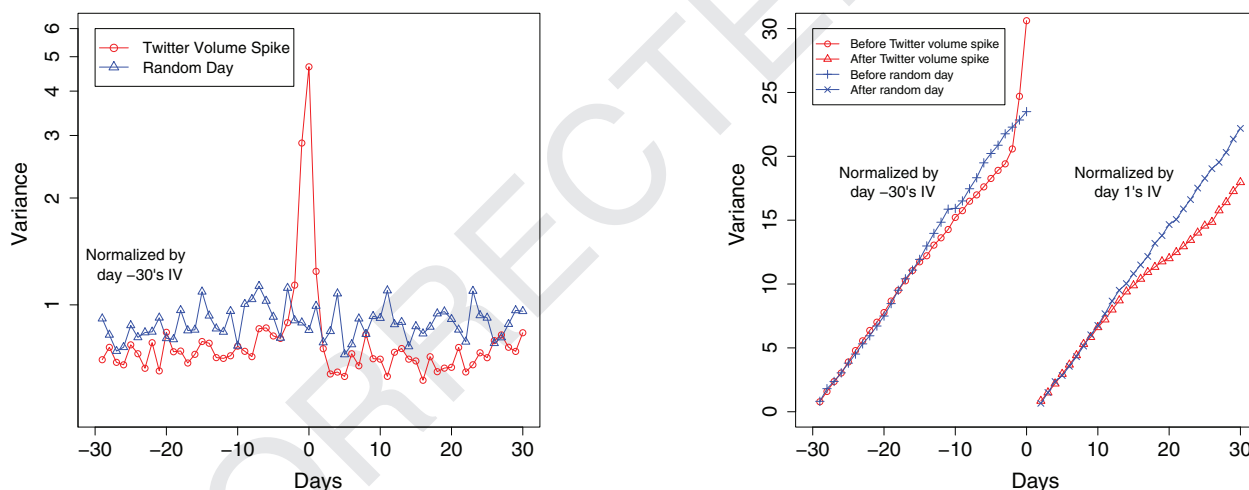 Twitter Volume Spike
Random Day
Variance
6
5
4
3
2
1
Normalized by
day −30's IV
−30 −20 −10 0 10 20 30
Days
Before Twitter volume spike
After Twitter volume spike
Before random day
After random day
Variance
30
25
20
15
10
5
0
Normalized by
day −30's IV
Normalized by
day 1's IV
−30 −20 −10 0 10 20 30
Days
ORRECTE